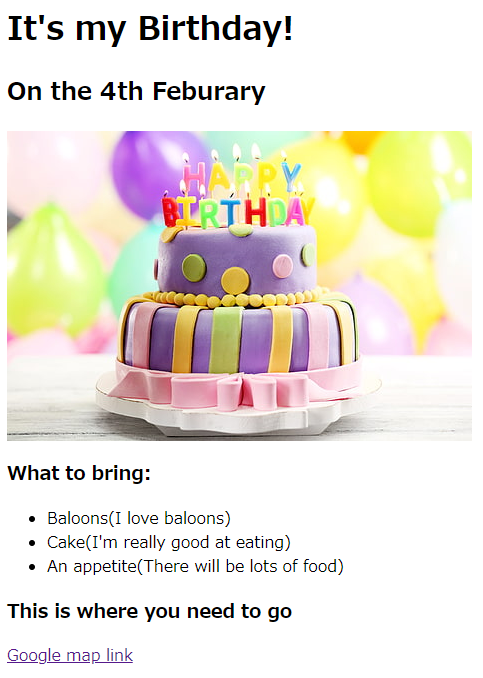 It's my Birthday!
On the 4th Feburary
HAPPY
BIRTHDAY
What to bring:
Baloons(I love baloons)
Cake(I'm really good at eating)
An appetite(There will be lots of food)
This is where you need to go
Google map link